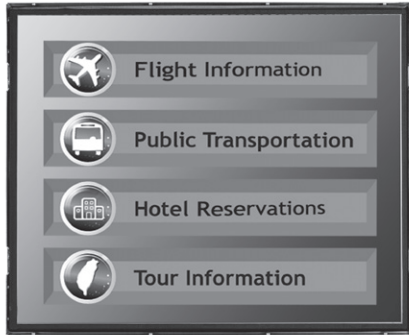 Flight Information
Public Transportation
Hotel Reservations
Tour Information